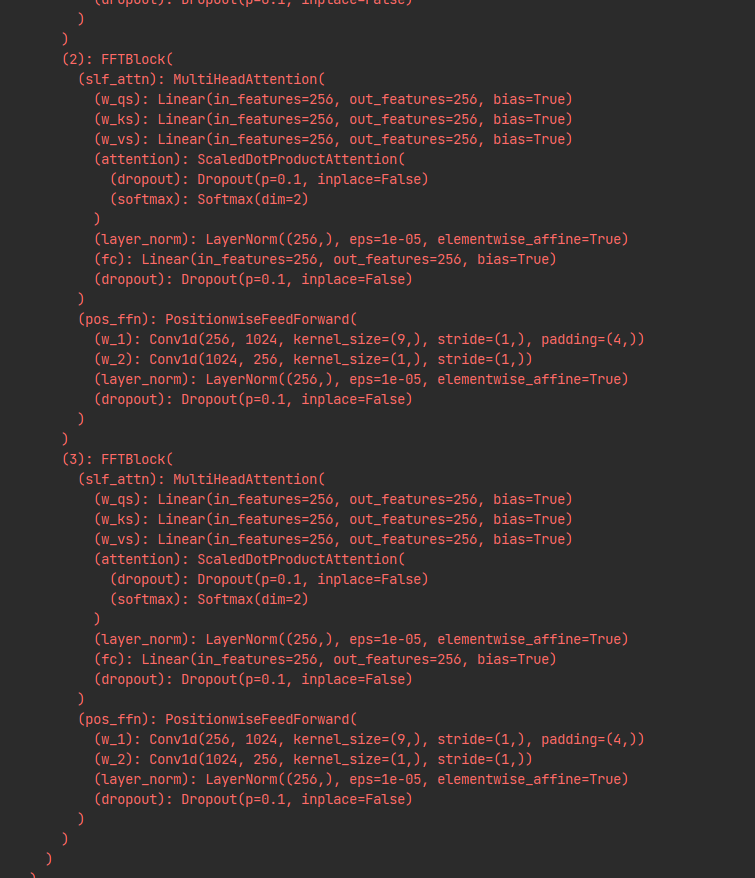 (dropout): Dropout(p=0.1, inplace=False)
)
)
(2): FFTBlock(
(slf_attn): MultiHeadAttention(
(w_qs): Linear(in_features=256, out_features=256, bias=True)
(w_ks): Linear(in_features=256, out_features=256, bias=True)
(w_vs): Linear(in_features=256, out_features=256, bias=True)
(attention): ScaledDotProductAttention(
(dropout): Dropout(p=0.1, inplace=False)
(softmax): Softmax(dim=2)
)
(layer_norm): LayerNorm((256,), eps=1e-05, elementwise_affine=True)
(fc): Linear(in_features=256, out_features=256, bias=True)
(dropout): Dropout(p=0.1, inplace=False)
)
(pos_ffn): PositionwiseFeedForward(
(w_1): Conv1d(256, 1024, kernel_size=(9,), stride=(1,), padding=(4,))
(w_2): Conv1d(1024, 256, kernel_size=(1,), stride=(1,))
(layer_norm): LayerNorm((256,), eps=1e-05, elementwise_affine=True)
(dropout): Dropout(p=0.1, inplace=False)
)
)
(3): FFTBlock(
(slf_attn): MultiHeadAttention(
(w_qs): Linear(in_features=256, out_features=256, bias=True)
(w_ks): Linear(in_features=256, out_features=256, bias=True)
(w_vs): Linear(in_features=256, out_features=256, bias=True)
(attention): ScaledDotProductAttention(
(dropout): Dropout(p=0.1, inplace=False)
(softmax): Softmax(dim=2)
)
(layer_norm): LayerNorm((256,), eps=1e-05, elementwise_affine=True)
(fc): Linear(in_features=256, out_features=256, bias=True)
(dropout): Dropout(p=0.1, inplace=False)
)
(pos_ffn): PositionwiseFeedForward(
(w_1): Conv1d(256, 1024, kernel_size=(9,), stride=(1,), padding=(4,))
(w_2): Conv1d(1024, 256, kernel_size=(1,), stride=(1,))
(layer_norm): LayerNorm((256,), eps=1e-05, elementwise_affine=True)
(dropout): Dropout(p=0.1, inplace=False)
)
)
)
)